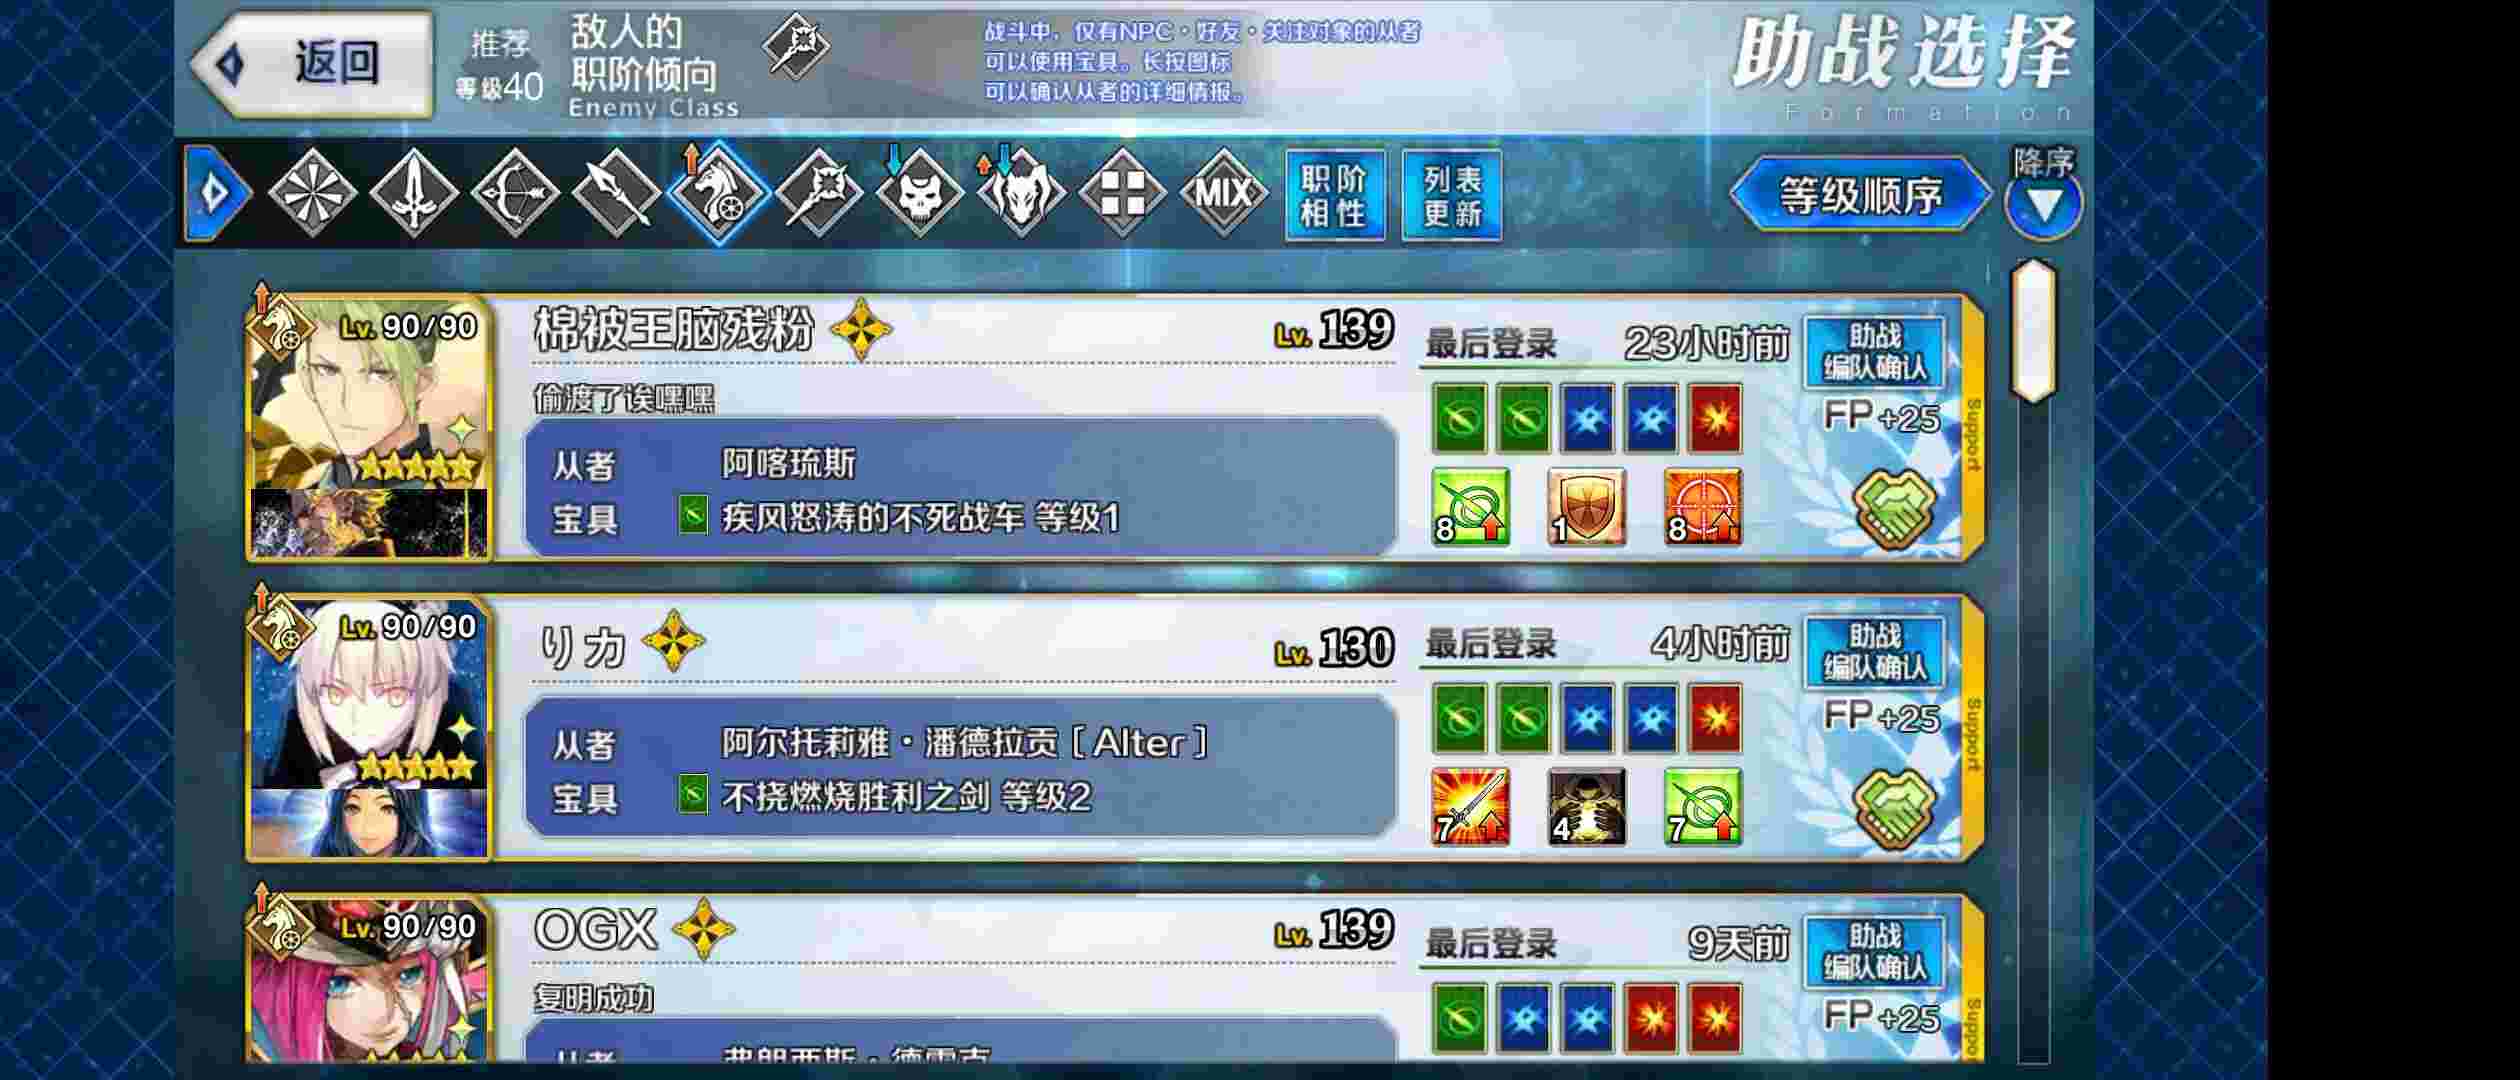 返回
推荐
等级40
敌人的
职阶倾向
Enemy Class
战斗中，仅有NPC・好友・关注对象的从者
可以使用宝具。长按图标
可以确认从者的详细情报。
助战选择
Formation
MIX
职阶
相性
列表
更新
等级顺序
降序
Lv. 90/90
棉被王脑残粉
Lv. 139
偷渡了诶嘿嘿
从者 阿喀琉斯
宝具 疾风怒涛的不死战车 等级1
最后登录 23小时前
8 1 8
助战
编队确认
FP +25
Support
Lv. 90/90
りカ
Lv. 130
从者 阿尔托莉雅・潘德拉贡［Alter］
宝具 不挠燃烧胜利之剑 等级2
最后登录 4小时前
7 4 7
助战
编队确认
FP +25
Support
Lv. 90/90
OGX
Lv. 139
复明成功
从者 弗朗西斯・德雷克
最后登录 9天前
助战
编队确认
FP +25
Suppo